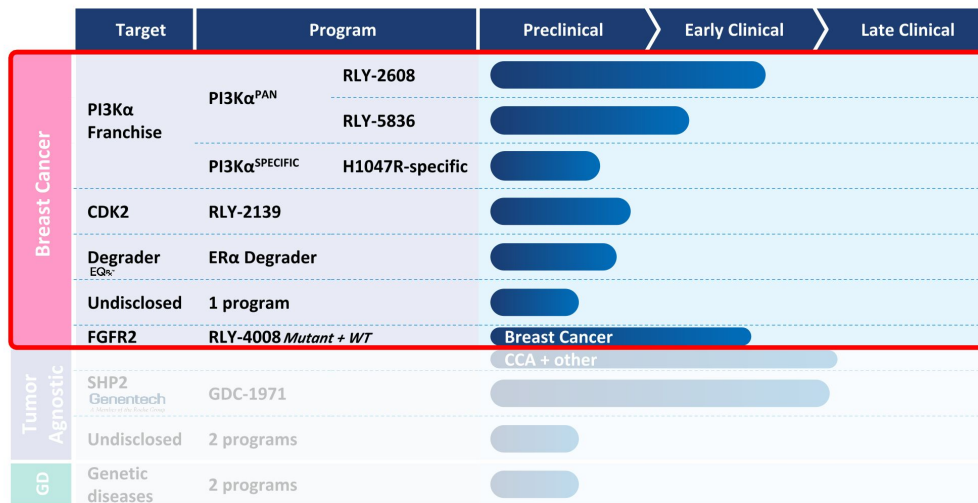 Target Program Preclinical Early Clinical Late Clinical
Breast Cancer
PI3Kα
Franchise
PI3Kα^PAN
RLY-2608
RLY-5836
PI3Kα^SPECIFIC H1047R-specific
CDK2 RLY-2139
Degrader ERα Degrader
EQRx
Undisclosed 1 program
FGFR2 RLY-4008 Mutant + WT Breast Cancer
CCA + other
Tumor
Agnostic
SHP2
Genentech
GDC-1971
Undisclosed 2 programs
GD
Genetic
diseases
2 programs